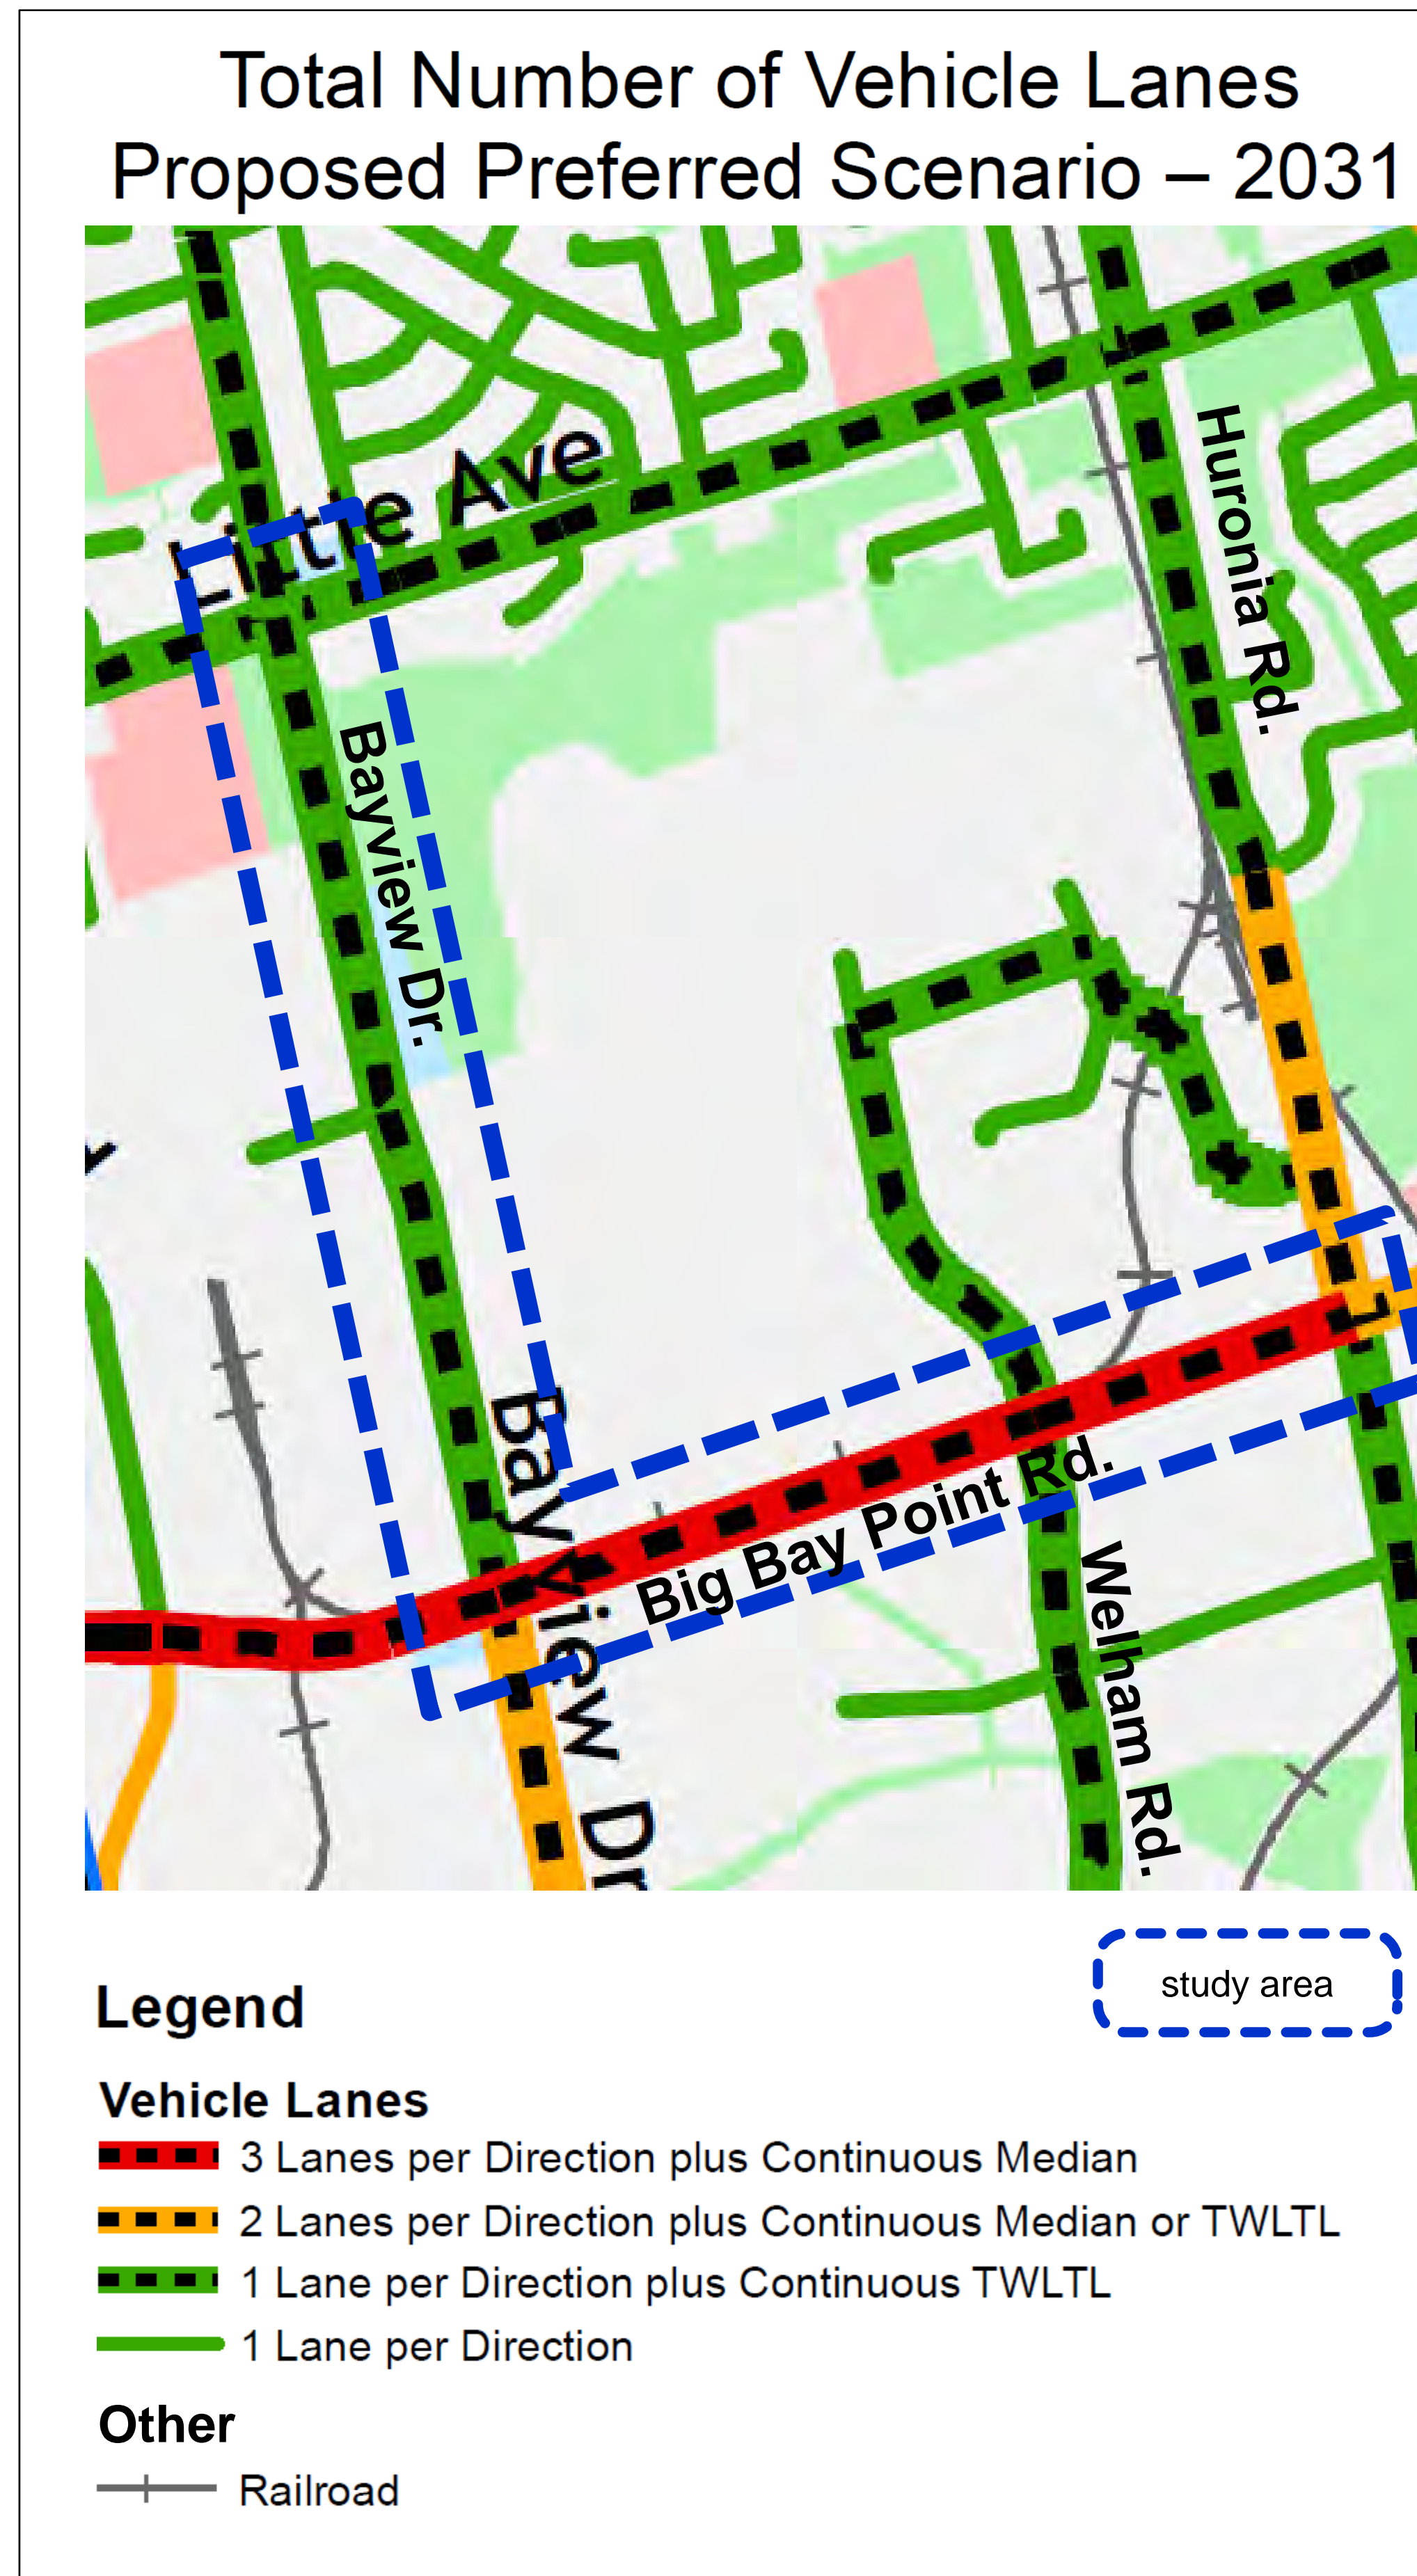 Total Number of Vehicle Lanes
Proposed Preferred Scenario – 2031
Little Ave
Huronia Rd.
Bayview Dr.
Bayview Dr
Big Bay Point Rd.
Welham Rd.
study area
Legend
Vehicle Lanes
3 Lanes per Direction plus Continuous Median
2 Lanes per Direction plus Continuous Median or TWLTL
1 Lane per Direction plus Continuous TWLTL
1 Lane per Direction
Other
Railroad